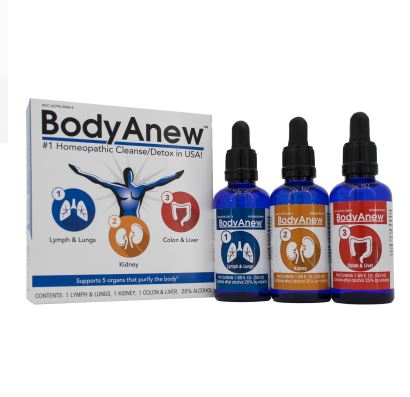 BodyAnew™
#1 Homeopathic Cleanse/Detox in USA!
1
3
Lymph & Lungs
2
Colon & Liver
Kidney
Supports 5 organs that purify the body
CONTENTS: 1 LYMPH & LUNGS, 1 KIDNEY, 1 COLON & LIVER, 25% ALCOHOL
BodyAnew
1
Lymph & Lungs
BodyAnew
2
Kidney
BodyAnew
3
Colon & Liver